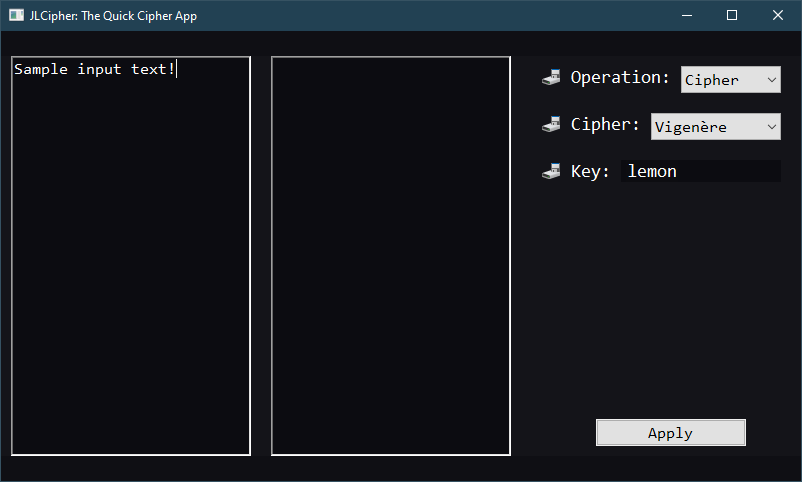 JLCipher: The Quick Cipher App
Sample input text!
Operation: Cipher
Cipher: Vigenère
Key: lemon
Apply